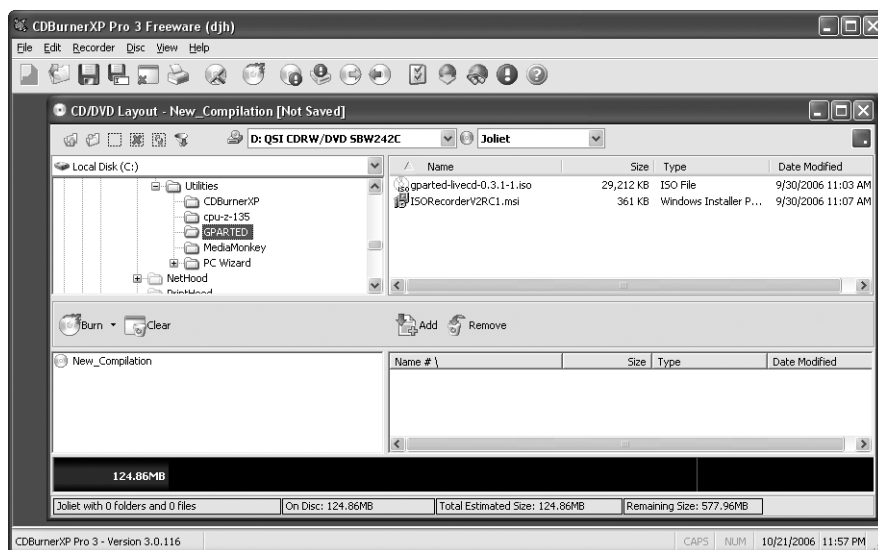 CDBurnerXP Pro 3 Freeware (djh)
File Edit Recorder Disc View Help
CD/DVD Layout - New_Compilation [Not Saved]
D: QSI CDRW/DVD SBW242C Joliet
Local Disk (C:)
Utilities
CDBurnerXP
cpu-z-135
GPARTED
MediaMonkey
PC Wizard
NetHood
PrintHood
Name Size Type Date Modified
gparted-livecd-0.3.1-1.iso 29,212 KB ISO File 9/30/2006 11:03 AM
ISORecorderV2RC1.msi 361 KB Windows Installer P... 9/30/2006 11:07 AM
Burn Clear Add Remove
New_Compilation
Name # \ Size Type Date Modified
124.86MB
Joliet with 0 folders and 0 files On Disc: 124.86MB Total Estimated Size: 124.86MB Remaining Size: 577.96MB
CDBurnerXP Pro 3 - Version 3.0.116 CAPS NUM 10/21/2006 11:57 PM